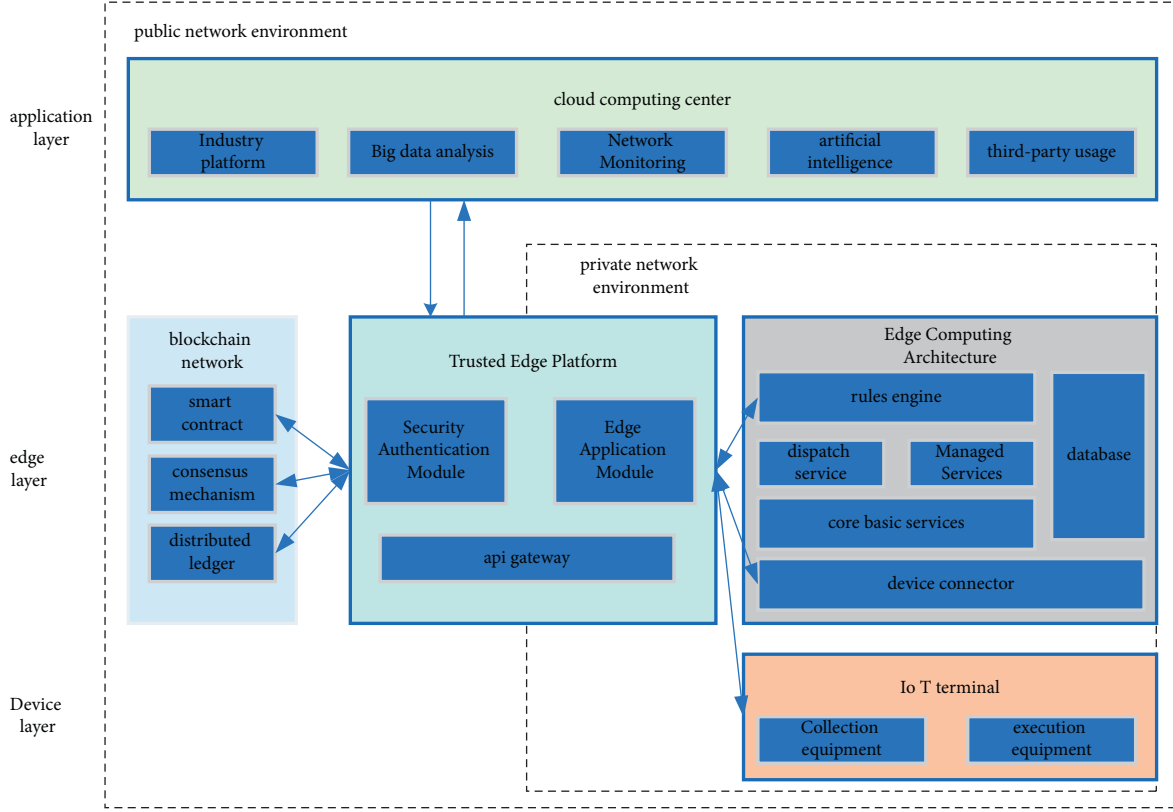 public network environment
application
layer
cloud computing center
Industry
platform
Big data analysis
Network
Monitoring
artificial
intelligence
third-party usage
private network
environment
edge
layer
blockchain
network
smart
contract
consensus
mechanism
distributed
ledger
Trusted Edge Platform
Security
Authentication
Module
Edge
Application
Module
api gateway
Edge Computing
Architecture
rules engine
dispatch
service
Managed
Services
database
core basic services
device connector
Device
layer
Io T terminal
Collection
equipment
execution
equipment